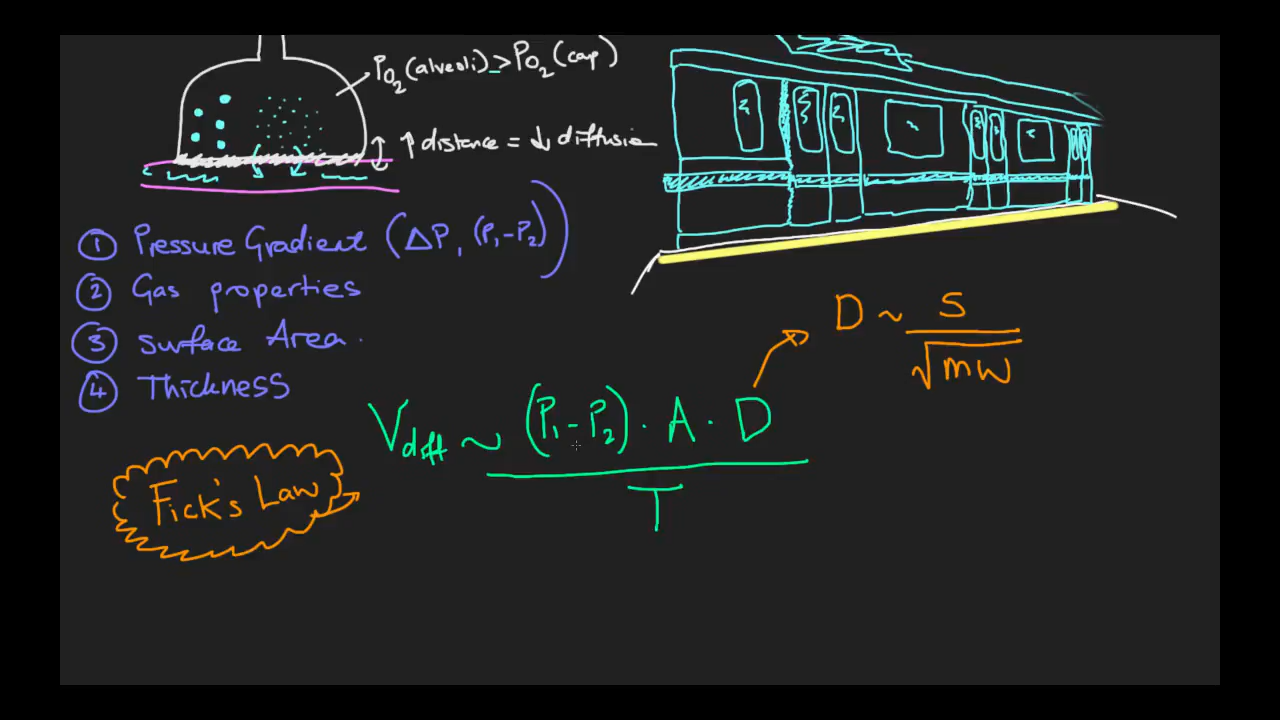 PO₂(alveoli) > PO₂(cap)
↑ distance = ↓ diffusion
① Pressure Gradient (ΔP, (P₁-P₂))
② Gas properties
③ Surface Area.
④ Thickness
D ~ S / √MW
Vdiff ~ (P₁-P₂) · A · D / T
Fick's Law